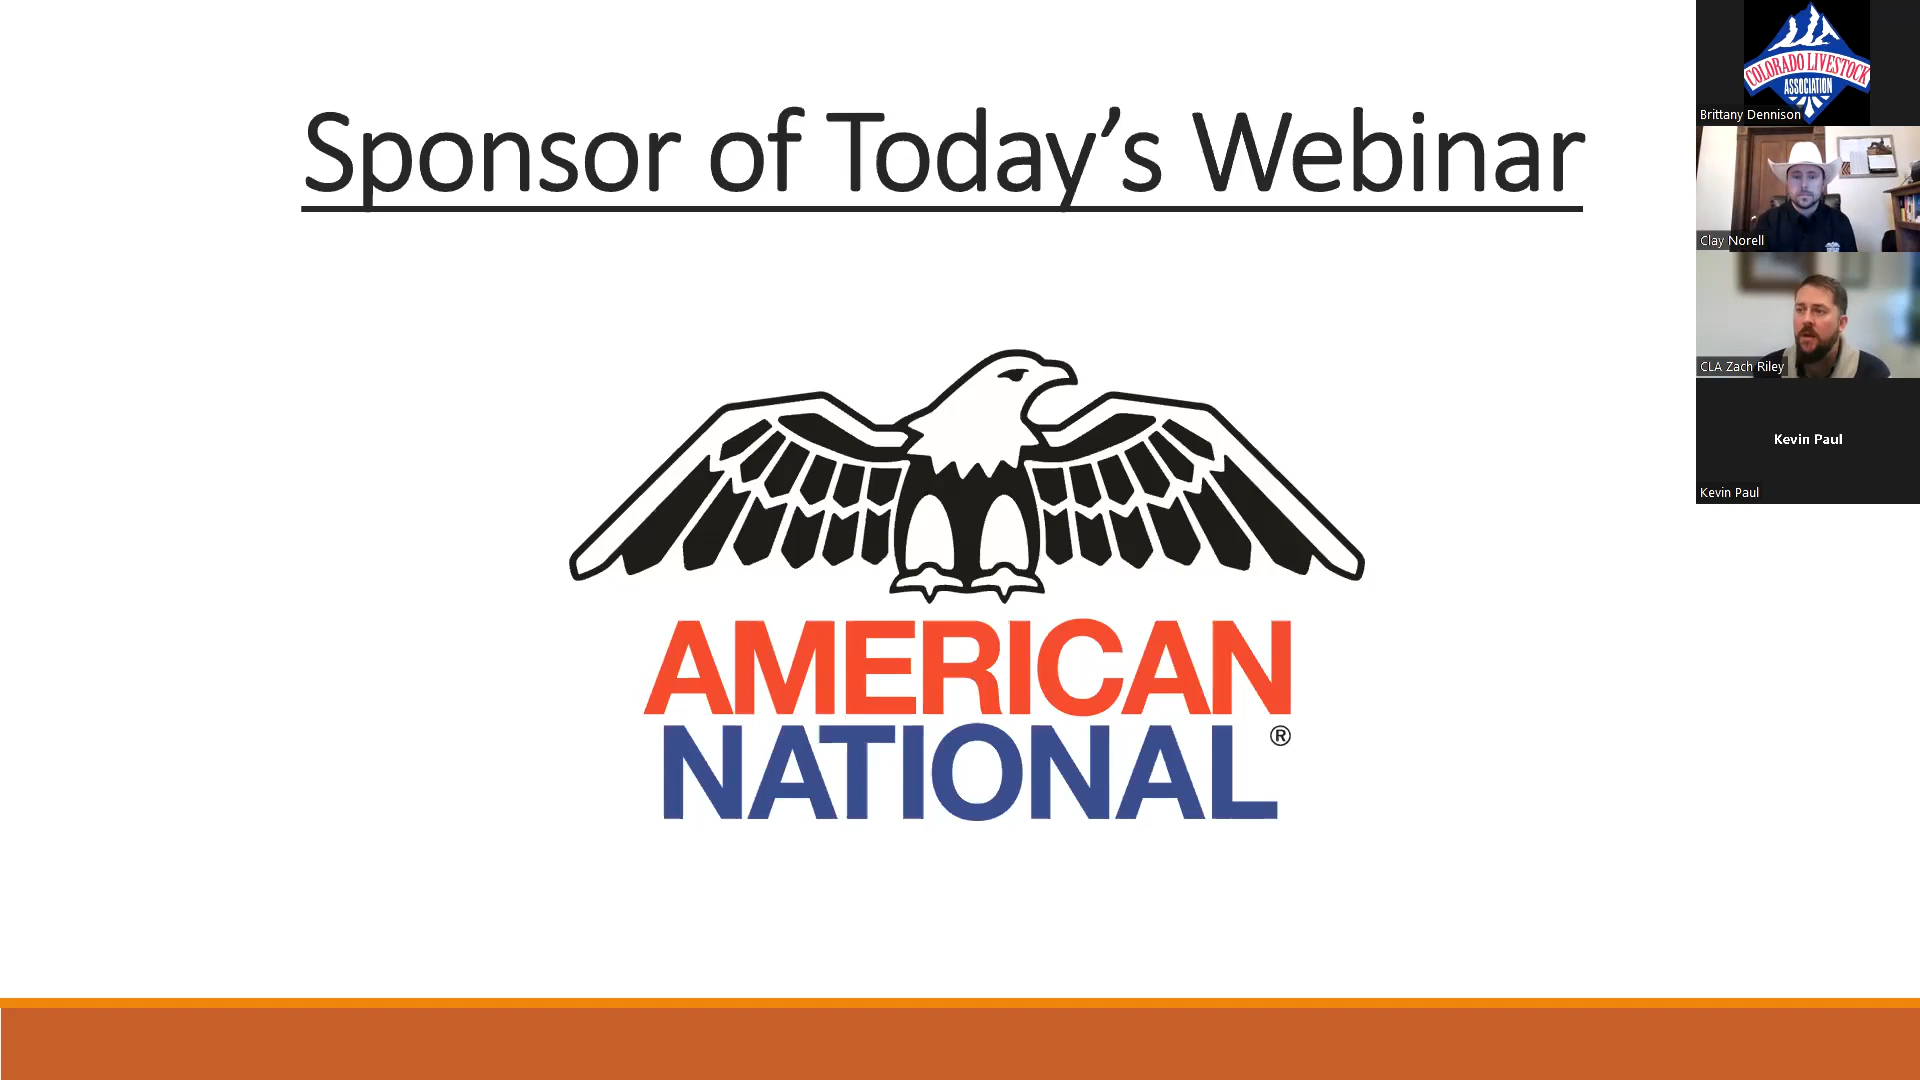 Sponsor of Today’s Webinar
AMERICAN
NATIONAL®
COLORADO LIVESTOCK
ASSOCIATION
Brittany Dennison
Clay Norell
CLA Zach Riley
Kevin Paul
Kevin Paul